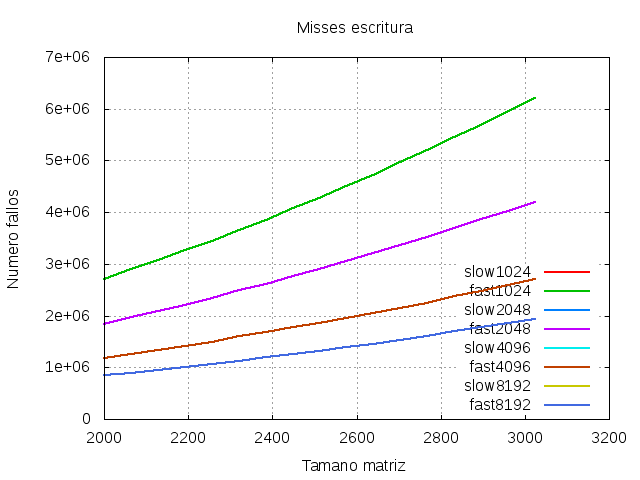 Misses escritura
7e+06
6e+06
5e+06
4e+06
3e+06
2e+06
1e+06
0
Numero fallos
slow1024
fast1024
slow2048
fast2048
slow4096
fast4096
slow8192
fast8192
2000 2200 2400 2600 2800 3000 3200
Tamano matriz